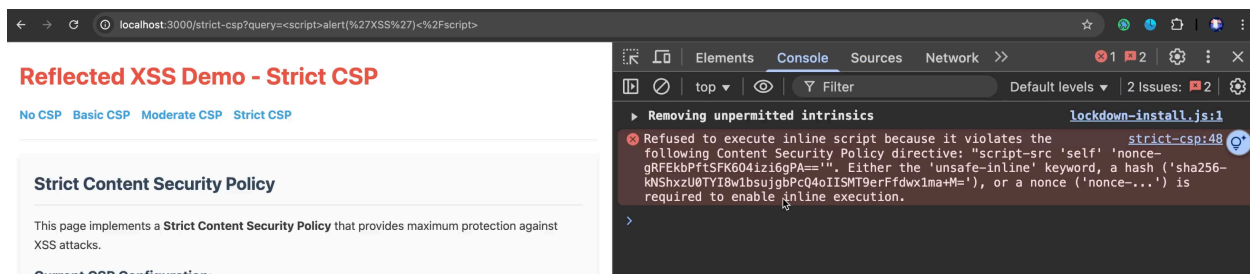 localhost:3000/strict-csp?query=<script>alert(%27XSS%27)<%2Fscript>
Reflected XSS Demo - Strict CSP
No CSP Basic CSP Moderate CSP Strict CSP
Strict Content Security Policy
This page implements a Strict Content Security Policy that provides maximum protection against
XSS attacks.
Current CSP Configuration:
Elements Console Sources Network 1 2
top Filter Default levels 2 Issues: 2
Removing unpermitted intrinsics lockdown-install.js:1
Refused to execute inline script because it violates the strict-csp:48
following Content Security Policy directive: "script-src 'self' 'nonce-
gRFEkbPftSFK6O4izi6gPA=='". Either the 'unsafe-inline' keyword, a hash ('sha256-
kNShxzU0TYI8w1bsujgbPcQ4oIISMT9erFfdwx1ma+M='), or a nonce ('nonce-...') is
required to enable inline execution.